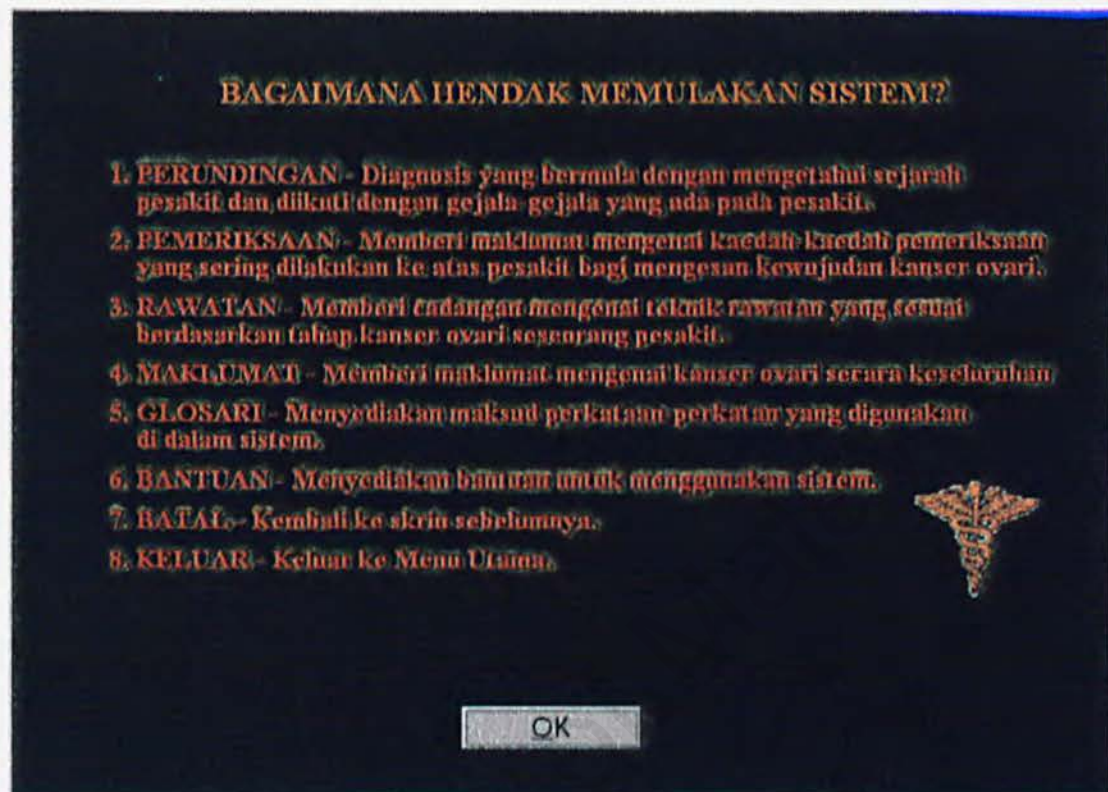 BAGAIMANA HENDAK MEMULAKAN SISTEM?
1. PERUNDINGAN - Diagnosis yang bermula dengan mengetahui sejarah
pesakit dan diikuti dengan gejala-gejala yang ada pada pesakit.
2. PEMERIKSAAN - Memberi maklumat mengenai kaedah-kaedah pemeriksaan
yang sering dilakukan ke atas pesakit bagi mengesan kewujudan kanser ovari.
3. RAWATAN - Memberi cadangan mengenai teknik rawatan yang sesuai
berdasarkan tahap kanser ovari seseorang pesakit.
4. MAKLUMAT - Memberi maklumat mengenai kanser ovari secara keseluruhan
5. GLOSARI - Menyediakan maksud perkataan perkatan yang digunakan
di dalam sistem.
6. BANTUAN - Menyediakan bantuan untuk menggunakan sistem.
7. BATAL - Kembali ke skrin sebelumnya.
8. KELUAR - Keluar ke Menu Utama.
OK